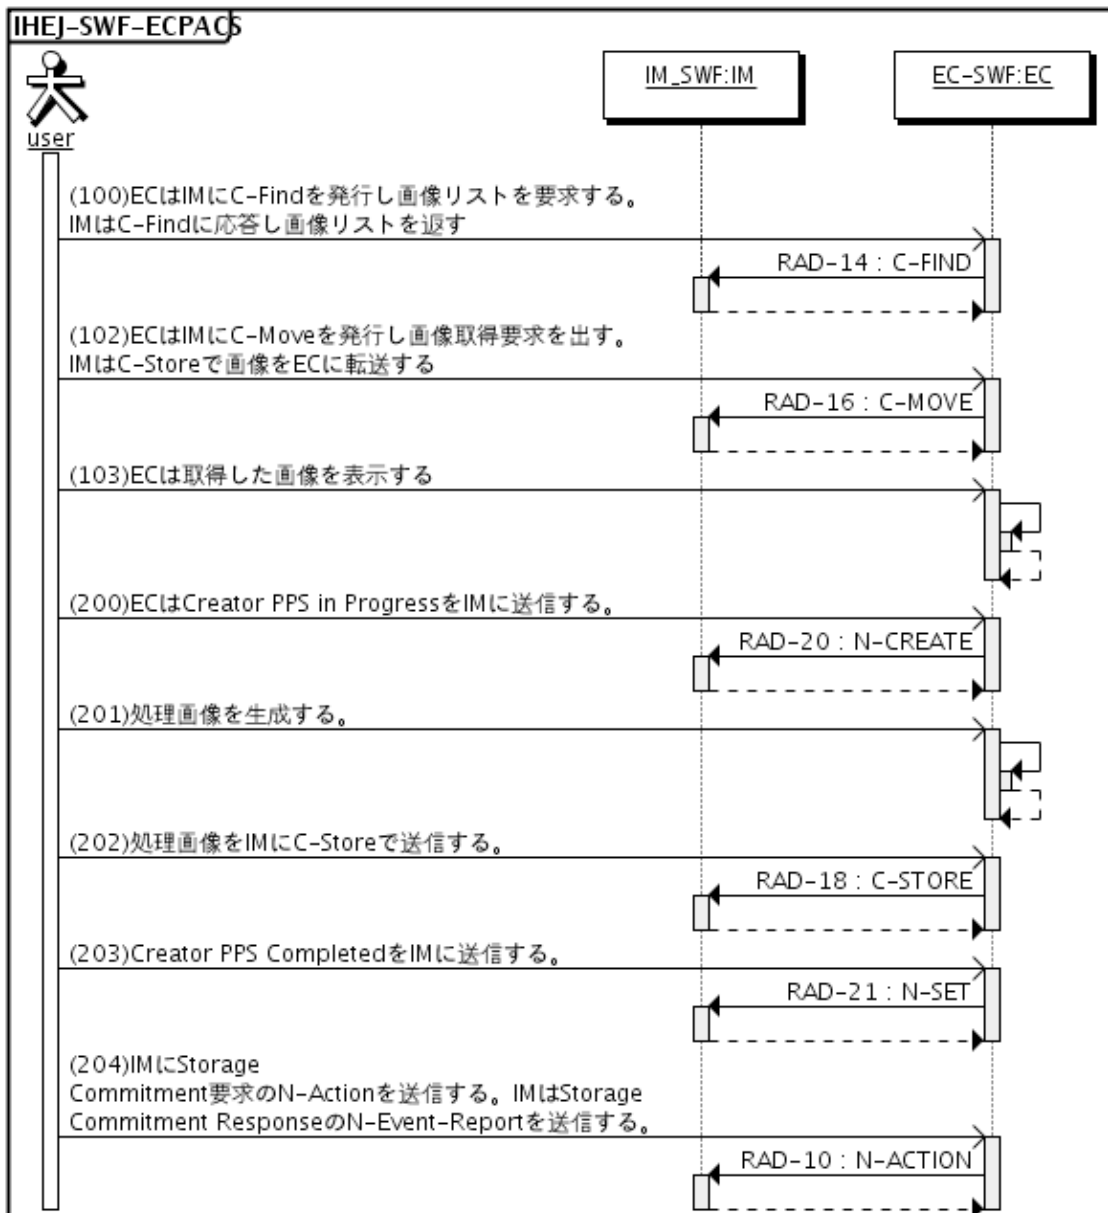 IHEJ-SWF-ECPACS
IM_SWF:IM
EC-SWF:EC
user
(100)ECはIMにC-Findを発行し画像リストを要求する。
IMはC-Findに応答し画像リストを返す
RAD-14 : C-FIND
(102)ECはIMにC-Moveを発行し画像取得要求を出す。
IMはC-Storeで画像をECに転送する
RAD-16 : C-MOVE
(103)ECは取得した画像を表示する
(200)ECはCreator PPS in ProgressをIMに送信する。
RAD-20 : N-CREATE
(201)処理画像を生成する。
(202)処理画像をIMにC-Storeで送信する。
RAD-18 : C-STORE
(203)Creator PPS CompletedをIMに送信する。
RAD-21 : N-SET
(204)IMにStorage
Commitment要求のN-Actionを送信する。IMはStorage
Commitment ResponseのN-Event-Reportを送信する。
RAD-10 : N-ACTION